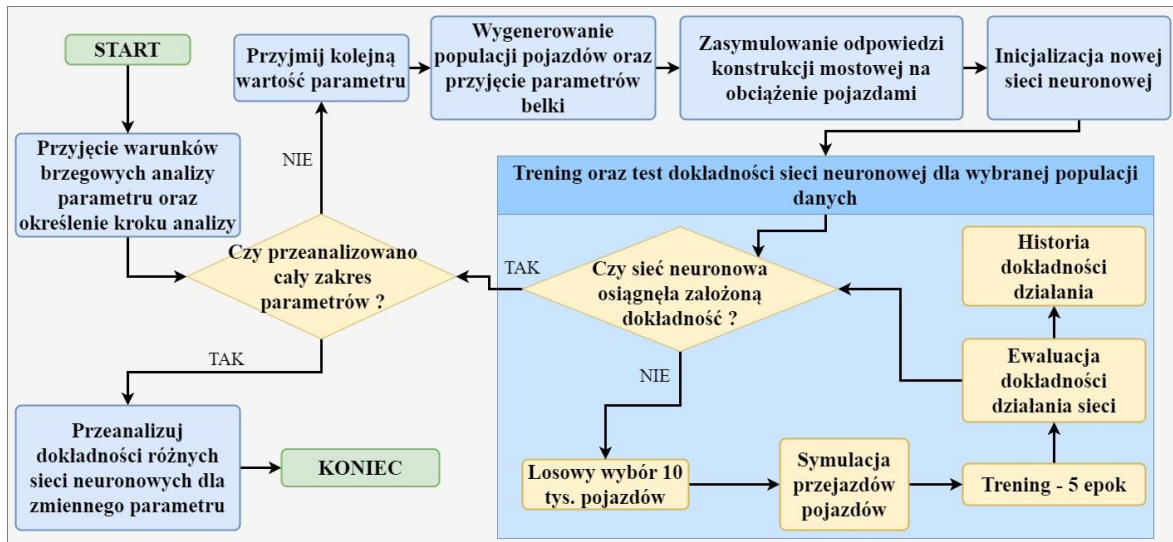 START
Przyjęcie warunków
brzegowych analizy
parametru oraz
określenie kroku analizy
Czy przeanalizowano
cały zakres
parametrów ?
NIE
Przyjmij kolejną
wartość parametru
Wygenerowanie
populacji pojazdów oraz
przyjęcie parametrów
belki
Zasymulowanie odpowiedzi
konstrukcji mostowej na
obciążenie pojazdami
Inicjalizacja nowej
sieci neuronowej
Trening oraz test dokładności sieci neuronowej dla wybranej populacji
danych
Czy sieć neuronowa
osiągnęła założoną
dokładność ?
TAK
NIE
Losowy wybór 10
tys. pojazdów
Symulacja
przejazdów
pojazdów
Trening - 5 epok
Ewaluacja
dokładności
działania sieci
Historia
dokładności
działania
TAK
Przeanalizuj
dokładności różnych
sieci neuronowych dla
zmiennego parametru
KONIEC